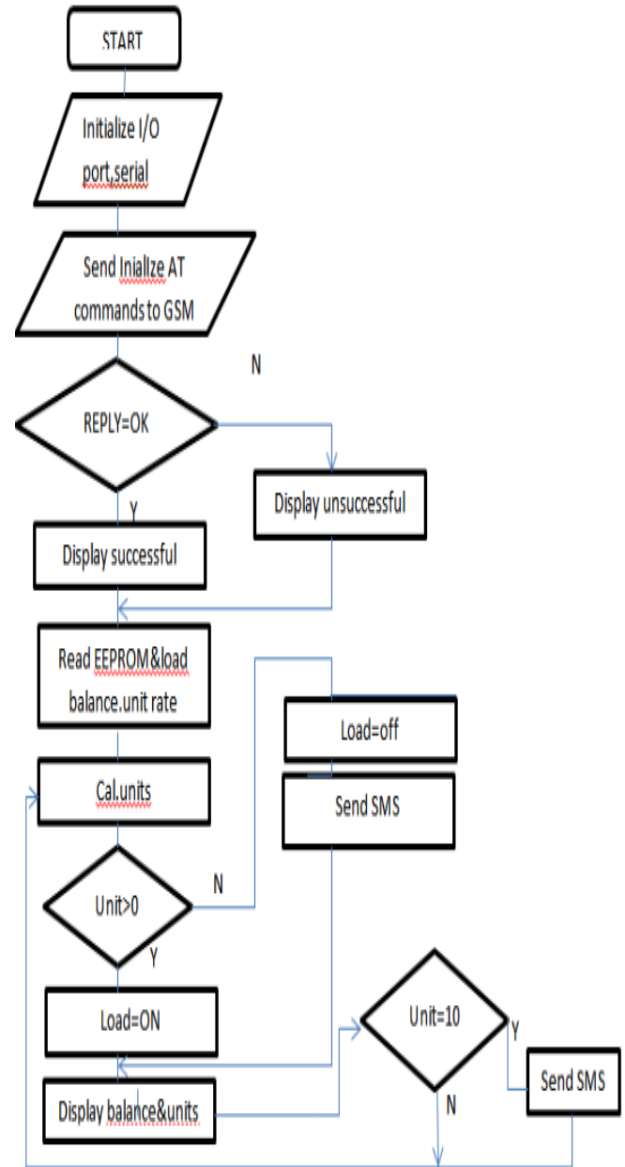 START
Initialize I/O
port,serial
Send Inialize AT
commands to GSM
N
REPLY=OK
Y
Display unsuccessful
Display successful
Read EEPROM&load
balance.unit rate
Load=off
Cal.units
Send SMS
N
Unit>0
Y
Load=ON
Unit=10
Y
Send SMS
N
Display balance&units